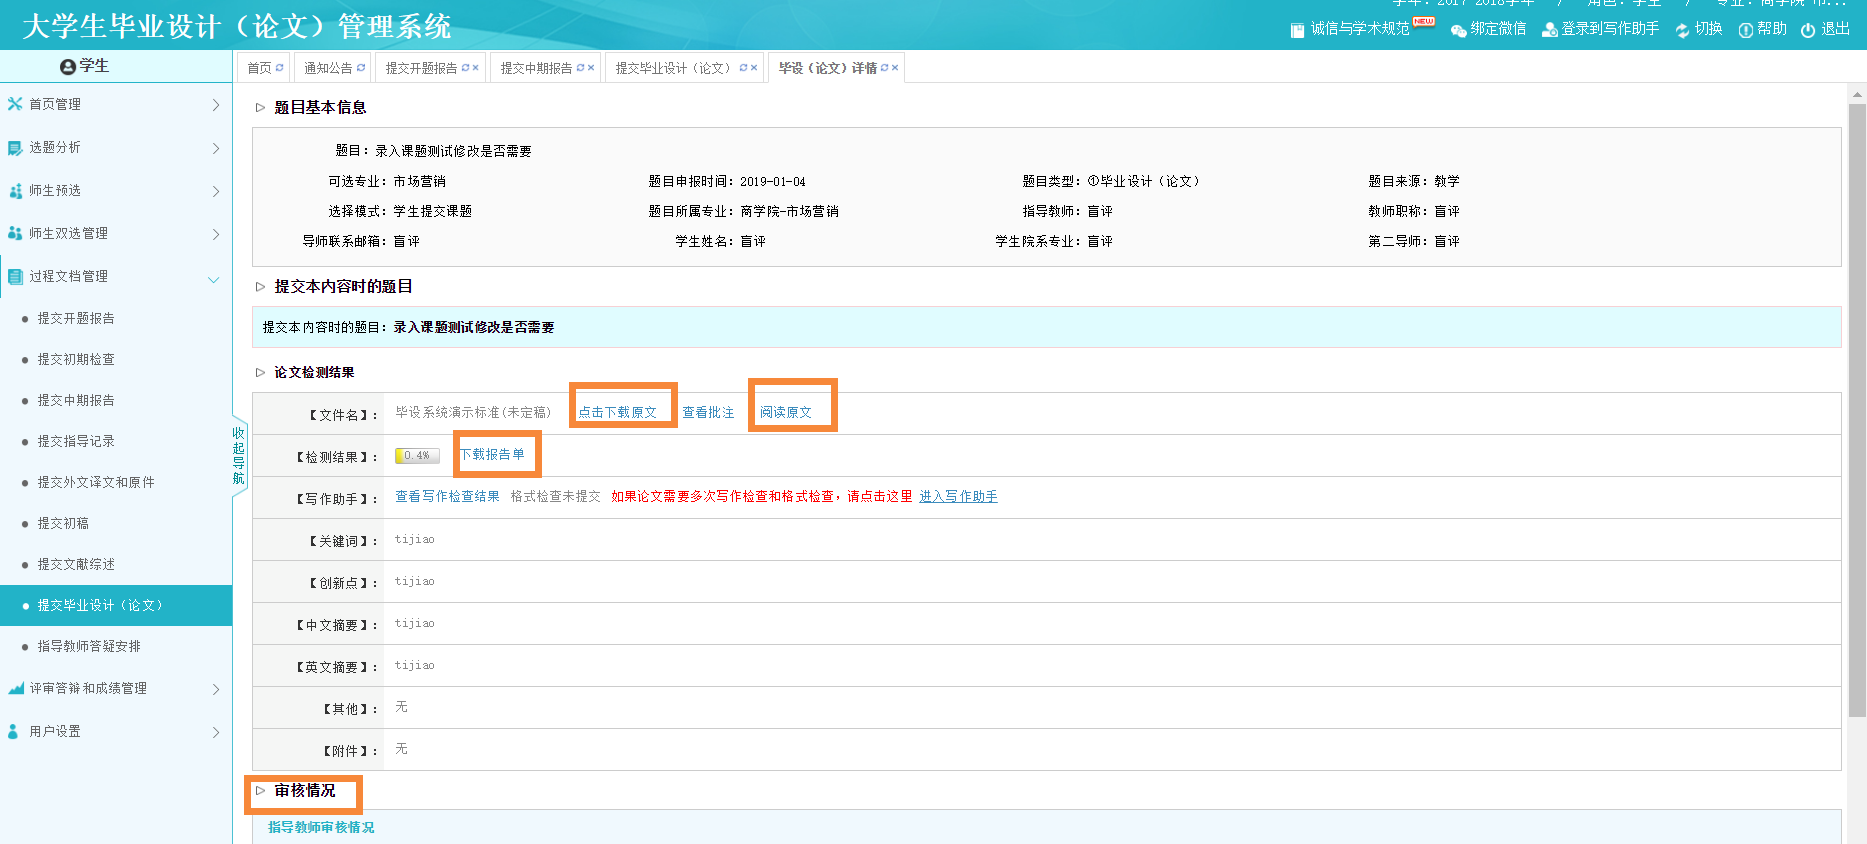 大学生毕业设计（论文）管理系统
学年：2017-2018学年 / 角色：学生 / 专业：商学院-市...
诚信与学术规范 NEW 绑定微信 登录到写作助手 切换 帮助 退出
学生
首页 通知公告 提交开题报告 提交中期报告 提交毕业设计（论文） 毕设（论文）详情
首页管理
选题分析
师生预选
师生双选管理
过程文档管理
提交开题报告
提交初期检查
提交中期报告
提交指导记录
提交外文译文和原件
提交初稿
提交文献综述
提交毕业设计（论文）
指导教师答疑安排
评审答辩和成绩管理
用户设置
收起导航
题目基本信息
题目：录入课题测试修改是否需要
可选专业：市场营销 题目申报时间：2019-01-04 题目类型：①毕业设计（论文） 题目来源：教学
选择模式：学生提交课题 题目所属专业：商学院-市场营销 指导教师：盲评 教师职称：盲评
导师联系邮箱：盲评 学生姓名：盲评 学生院系专业：盲评 第二导师：盲评
提交本内容时的题目
提交本内容时的题目：录入课题测试修改是否需要
论文检测结果
【文件名】： 毕设系统演示标准(未定稿) 点击下载原文 查看批注 阅读原文
【检测结果】： 0.4% 下载报告单
【写作助手】： 查看写作检查结果 格式检查未提交 如果论文需要多次写作检查和格式检查，请点击这里 进入写作助手
【关键词】： tijiao
【创新点】： tijiao
【中文摘要】： tijiao
【英文摘要】： tijiao
【其他】： 无
【附件】： 无
审核情况
指导教师审核情况